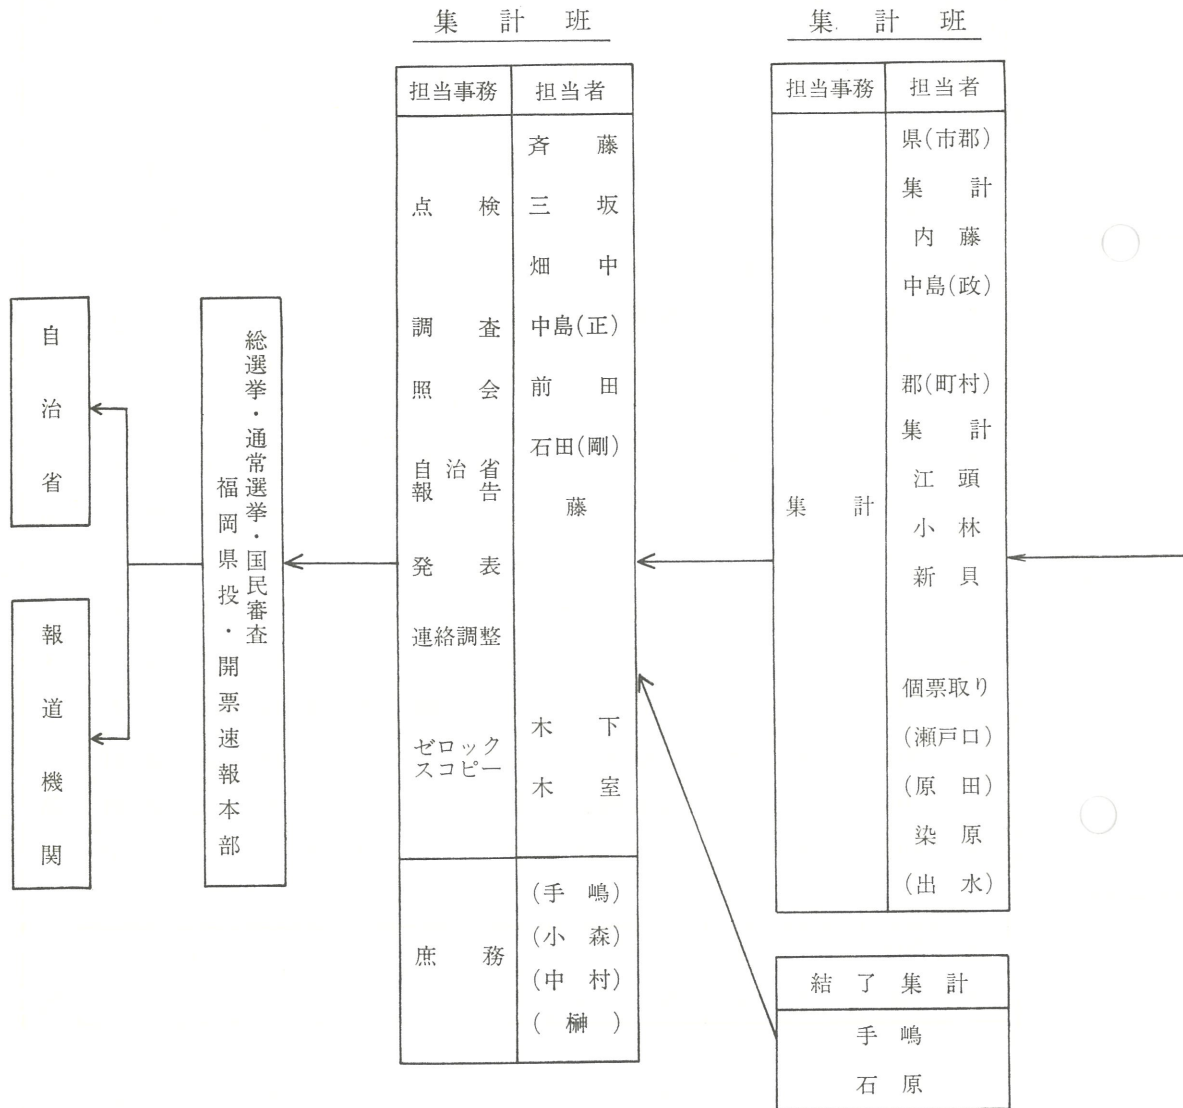 集計班
担当事務 担当者
斉藤
点検 三坂
畑中
調査 中島(正)
照会 前田
石田(剛)
自治省
報告
藤
発表
連絡調整
木下
ゼロック
スコピー
木室
庶務
(手嶋)
(小森)
(中村)
(榊)
集計班
担当事務 担当者
県(市郡)
集計
内藤
中島(政)
郡(町村)
集計
江頭
集計
小林
新貝
個票取り
(瀬戸口)
(原田)
染原
(出水)
結了集計
手嶋
石原
総選挙・通常選挙・国民審査
福岡県投・開票速報本部
自治省
報道機関